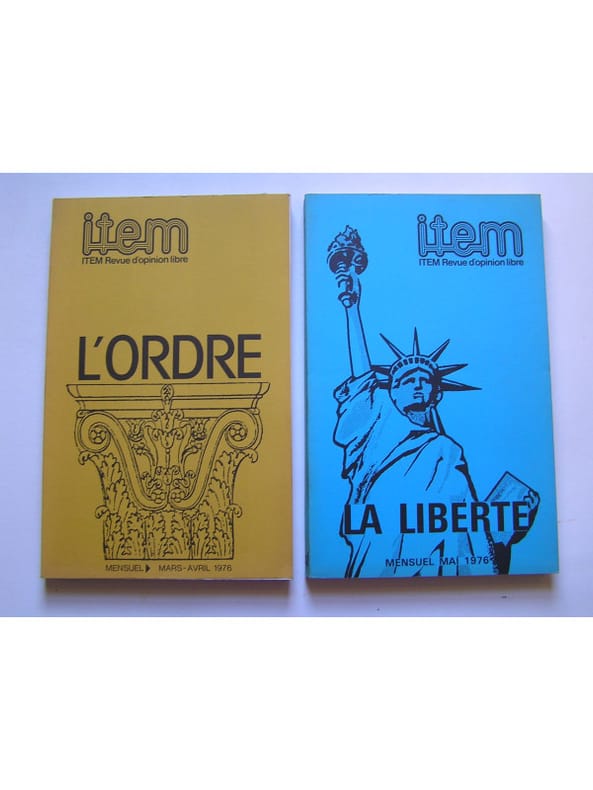 item
ITEM Revue d'opinion libre
L'ORDRE
MENSUEL MARS-AVRIL 1976
item
ITEM Revue d'opinion libre
LA LIBERTE
MENSUEL MAI 1976